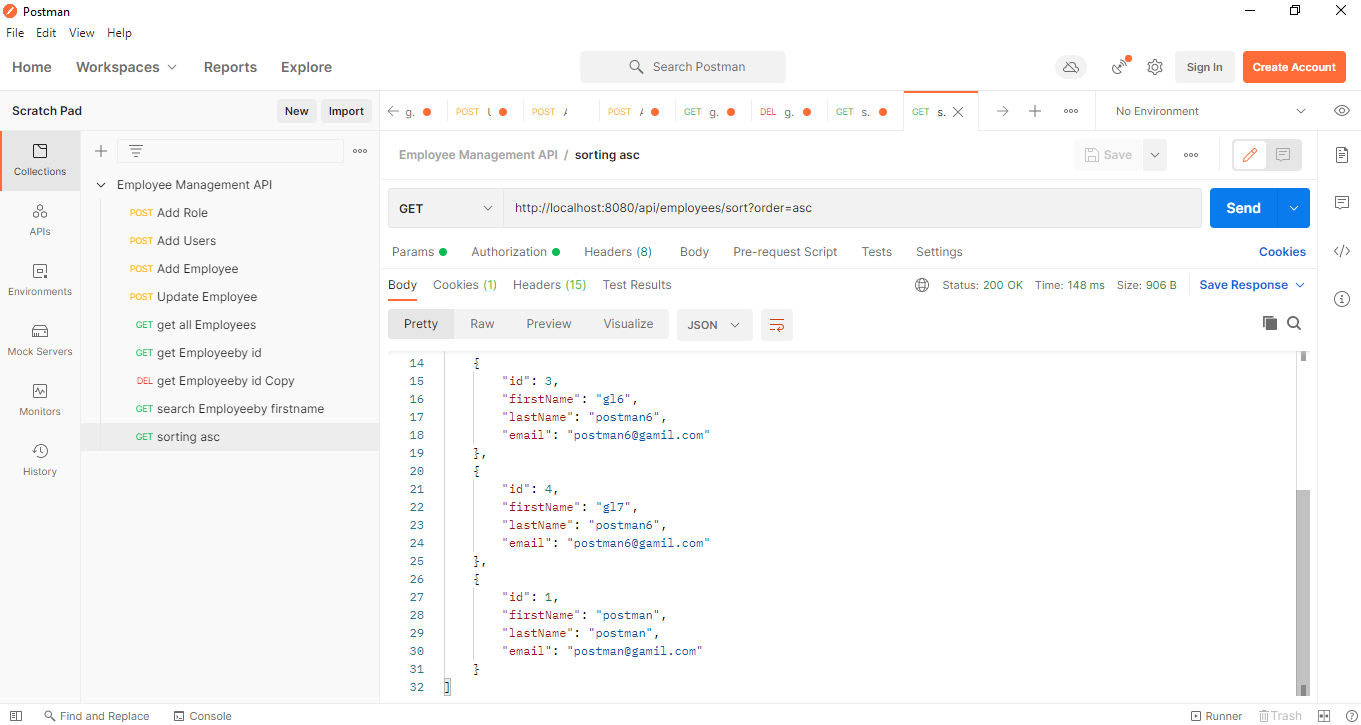 Postman
File Edit View Help
Home Workspaces Reports Explore Search Postman Sign In Create Account
Scratch Pad New Import
g. POST POST POST GET g. DEL g. GET s. GET s. No Environment
Collections
APIs
Environments
Mock Servers
Monitors
History
Employee Management API
POST Add Role
POST Add Users
POST Add Employee
POST Update Employee
GET get all Employees
GET get Employeeby id
DEL get Employeeby id Copy
GET search Employeeby firstname
GET sorting asc
Employee Management API / sorting asc Save
GET http://localhost:8080/api/employees/sort?order=asc Send
Params Authorization Headers (8) Body Pre-request Script Tests Settings Cookies
Body Cookies (1) Headers (15) Test Results Status: 200 OK Time: 148 ms Size: 906 B Save Response
Pretty Raw Preview Visualize JSON
14 {
15 "id": 3,
16 "firstName": "gl6",
17 "lastName": "postman6",
18 "email": "postman6@gamil.com"
19 },
20 {
21 "id": 4,
22 "firstName": "gl7",
23 "lastName": "postman6",
24 "email": "postman6@gamil.com"
25 },
26 {
27 "id": 1,
28 "firstName": "postman",
29 "lastName": "postman",
30 "email": "postman@gamil.com"
31 }
32 ]
Find and Replace Console Runner Trash